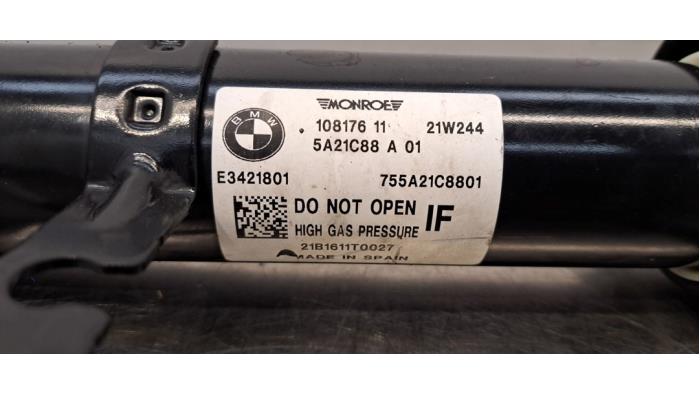 MONROE
BMW
108176 11 21W244
5A21C88 A 01
E3421801 755A21C8801
DO NOT OPEN IF
HIGH GAS PRESSURE
21B1611T0027
MADE IN SPAIN